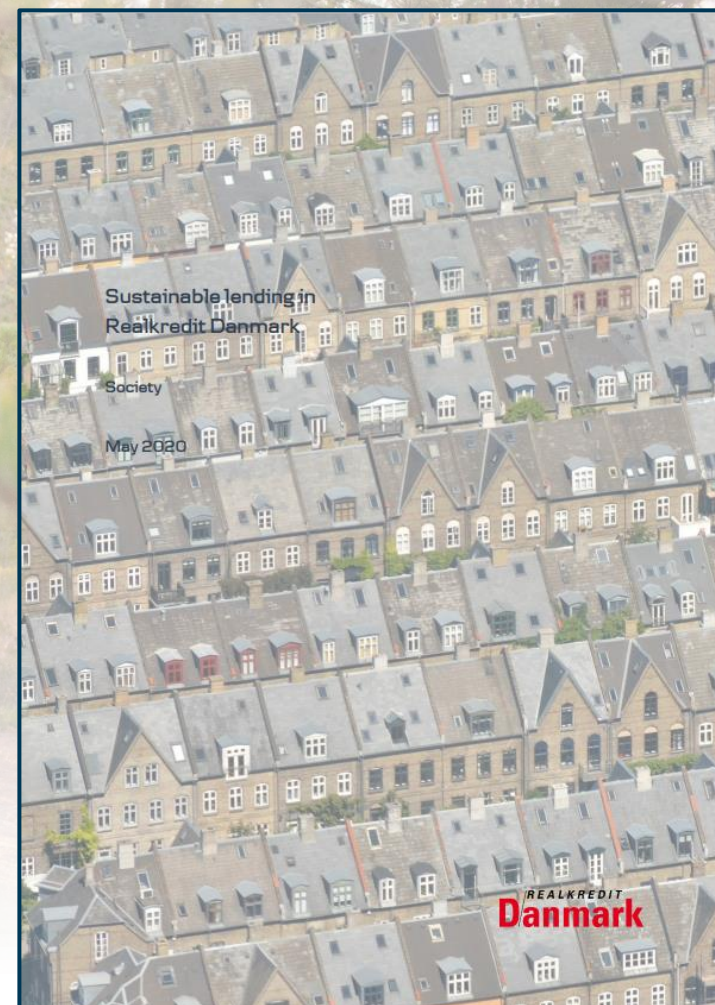 Sustainable lending in
Realkredit Danmark
Society
May 2020
REALKREDIT
Danmark